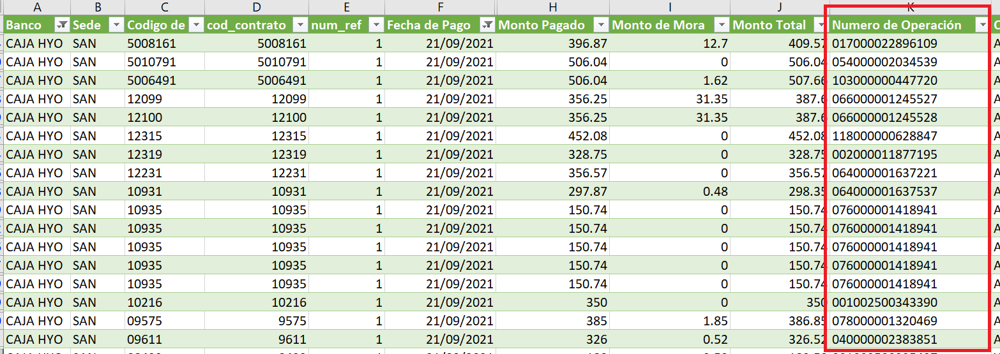 A B C D E F H I J K
Banco Sede Codigo de cod_contrato num_ref Fecha de Pago Monto Pagado Monto de Mora Monto Total Numero de Operación
CAJA HYO SAN 5008161 5008161 1 21/09/2021 396.87 12.7 409.57 017000022896109
CAJA HYO SAN 5010791 5010791 1 21/09/2021 506.04 0 506.04 054000002034539
CAJA HYO SAN 5006491 5006491 1 21/09/2021 506.04 1.62 507.66 103000000447720
CAJA HYO SAN 12099 12099 1 21/09/2021 356.25 31.35 387.6 066000001245527
CAJA HYO SAN 12100 12100 1 21/09/2021 356.25 31.35 387.6 066000001245528
CAJA HYO SAN 12315 12315 1 21/09/2021 452.08 0 452.08 118000000628847
CAJA HYO SAN 12319 12319 1 21/09/2021 328.75 0 328.75 002000011877195
CAJA HYO SAN 12231 12231 1 21/09/2021 356.57 0 356.57 064000001637221
CAJA HYO SAN 10931 10931 1 21/09/2021 297.87 0.48 298.35 064000001637537
CAJA HYO SAN 10935 10935 1 21/09/2021 150.74 0 150.74 076000001418941
CAJA HYO SAN 10935 10935 1 21/09/2021 150.74 0 150.74 076000001418941
CAJA HYO SAN 10935 10935 1 21/09/2021 150.74 0 150.74 076000001418941
CAJA HYO SAN 10935 10935 1 21/09/2021 150.74 0 150.74 076000001418941
CAJA HYO SAN 10935 10935 1 21/09/2021 150.74 0 150.74 076000001418941
CAJA HYO SAN 10216 10216 1 21/09/2021 350 0 350 001002500343390
CAJA HYO SAN 09575 9575 1 21/09/2021 385 1.85 386.85 078000001320469
CAJA HYO SAN 09611 9611 1 21/09/2021 326 0.52 326.52 040000002383851